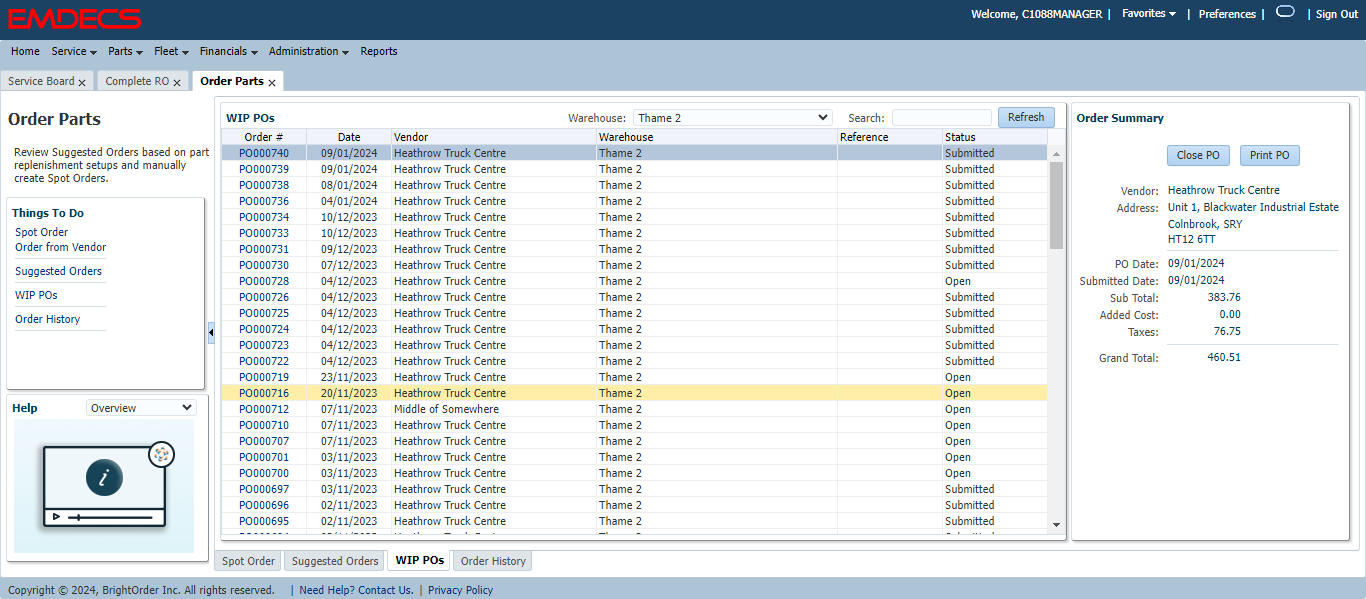 EMDECS
Welcome, C1088MANAGER | Favorites | Preferences | | Sign Out
Home Service Parts Fleet Financials Administration Reports
Service Board x Complete RO x Order Parts x
Order Parts
Review Suggested Orders based on part
replenishment setups and manually
create Spot Orders.
Things To Do
Spot Order
Order from Vendor
Suggested Orders
WIP POs
Order History
Help Overview
i
WIP POs Warehouse: Thame 2 Search: Refresh
Order # Date Vendor Warehouse Reference Status
PO000740 09/01/2024 Heathrow Truck Centre Thame 2 Submitted
PO000739 09/01/2024 Heathrow Truck Centre Thame 2 Submitted
PO000738 08/01/2024 Heathrow Truck Centre Thame 2 Submitted
PO000736 04/01/2024 Heathrow Truck Centre Thame 2 Submitted
PO000734 10/12/2023 Heathrow Truck Centre Thame 2 Submitted
PO000733 10/12/2023 Heathrow Truck Centre Thame 2 Submitted
PO000731 09/12/2023 Heathrow Truck Centre Thame 2 Submitted
PO000730 07/12/2023 Heathrow Truck Centre Thame 2 Submitted
PO000728 04/12/2023 Heathrow Truck Centre Thame 2 Open
PO000726 04/12/2023 Heathrow Truck Centre Thame 2 Submitted
PO000725 04/12/2023 Heathrow Truck Centre Thame 2 Submitted
PO000724 04/12/2023 Heathrow Truck Centre Thame 2 Submitted
PO000723 04/12/2023 Heathrow Truck Centre Thame 2 Submitted
PO000722 04/12/2023 Heathrow Truck Centre Thame 2 Submitted
PO000719 23/11/2023 Heathrow Truck Centre Thame 2 Open
PO000716 20/11/2023 Heathrow Truck Centre Thame 2 Open
PO000712 07/11/2023 Middle of Somewhere Thame 2 Open
PO000710 07/11/2023 Heathrow Truck Centre Thame 2 Open
PO000707 07/11/2023 Heathrow Truck Centre Thame 2 Open
PO000701 03/11/2023 Heathrow Truck Centre Thame 2 Open
PO000700 03/11/2023 Heathrow Truck Centre Thame 2 Open
PO000697 03/11/2023 Heathrow Truck Centre Thame 2 Submitted
PO000696 02/11/2023 Heathrow Truck Centre Thame 2 Submitted
PO000695 02/11/2023 Heathrow Truck Centre Thame 2 Submitted
Order Summary
Close PO Print PO
Vendor: Heathrow Truck Centre
Address: Unit 1, Blackwater Industrial Estate
Colnbrook, SRY
HT12 6TT
PO Date: 09/01/2024
Submitted Date: 09/01/2024
Sub Total: 383.76
Added Cost: 0.00
Taxes: 76.75
Grand Total: 460.51
Spot Order Suggested Orders WIP POs Order History
Copyright © 2024, BrightOrder Inc. All rights reserved. | Need Help? Contact Us. | Privacy Policy